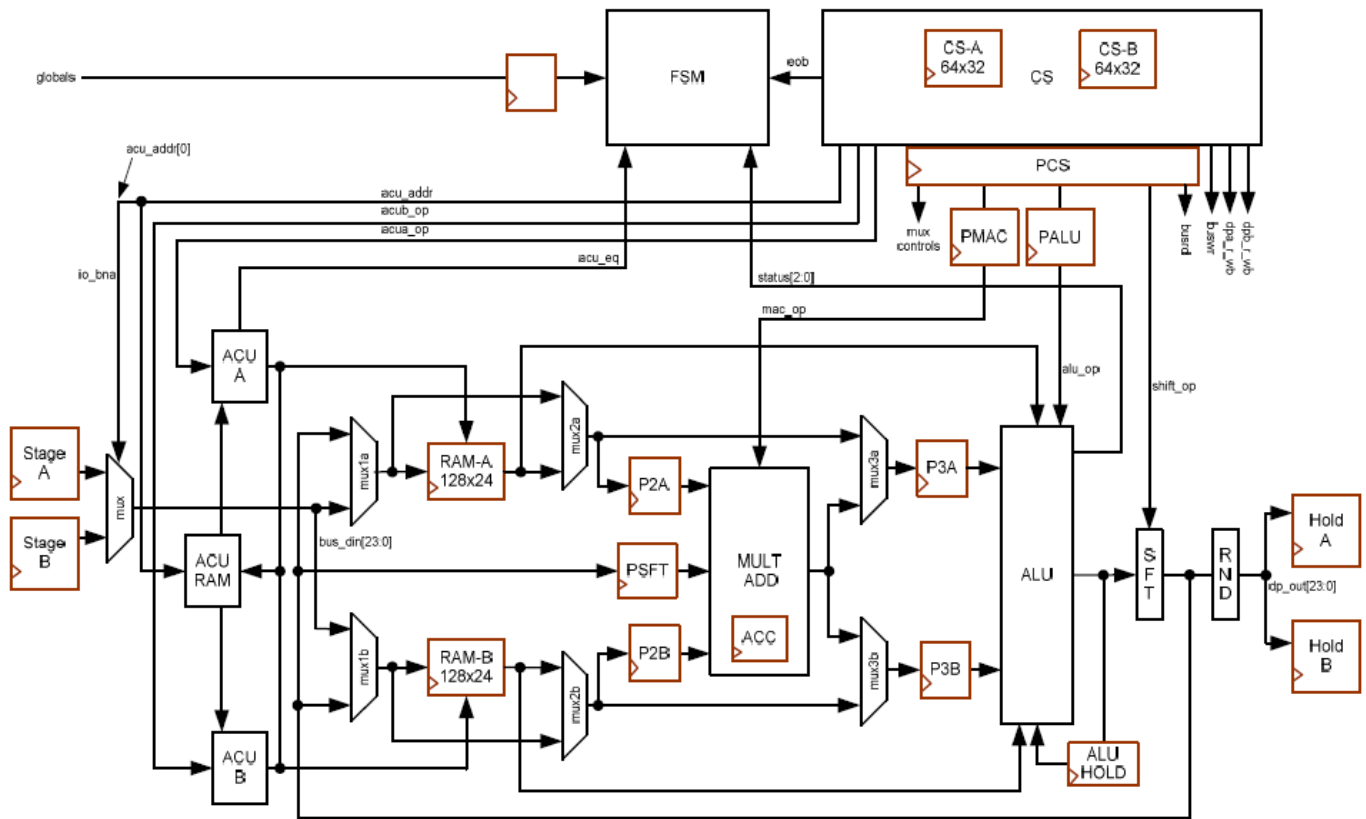 globals
FSM
eob
CS-A
64x32
CS
CS-B
64x32
acu_addr[0]
PCS
acu_addr
acub_op
acua_op
mux
controls
PMAC
PALU
busrd
buswr
dpa_r_wb
dpb_r_wb
io_bna
acu_eq
status[2:0]
mac_op
alu_op
shift_op
ACU
A
Stage
A
mux
Stage
B
mux1a
RAM-A
128x24
mux2a
P2A
mux3a
P3A
bus_din[23:0]
ACU
RAM
PSFT
MULT
ADD
ALU
SFT
RND
Hold
A
dp_out[23:0]
mux1b
RAM-B
128x24
mux2b
P2B
ACC
mux3b
P3B
Hold
B
ACU
B
ALU
HOLD